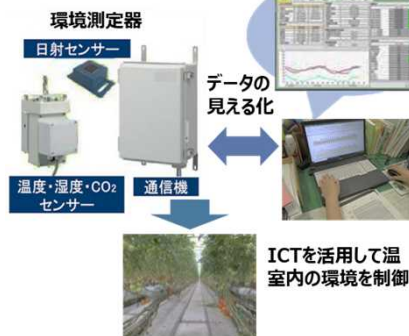 環境測定器
日射センサー
データの
見える化
温度・湿度・CO₂
センサー
通信機
ICTを活用して温
室内の環境を制御